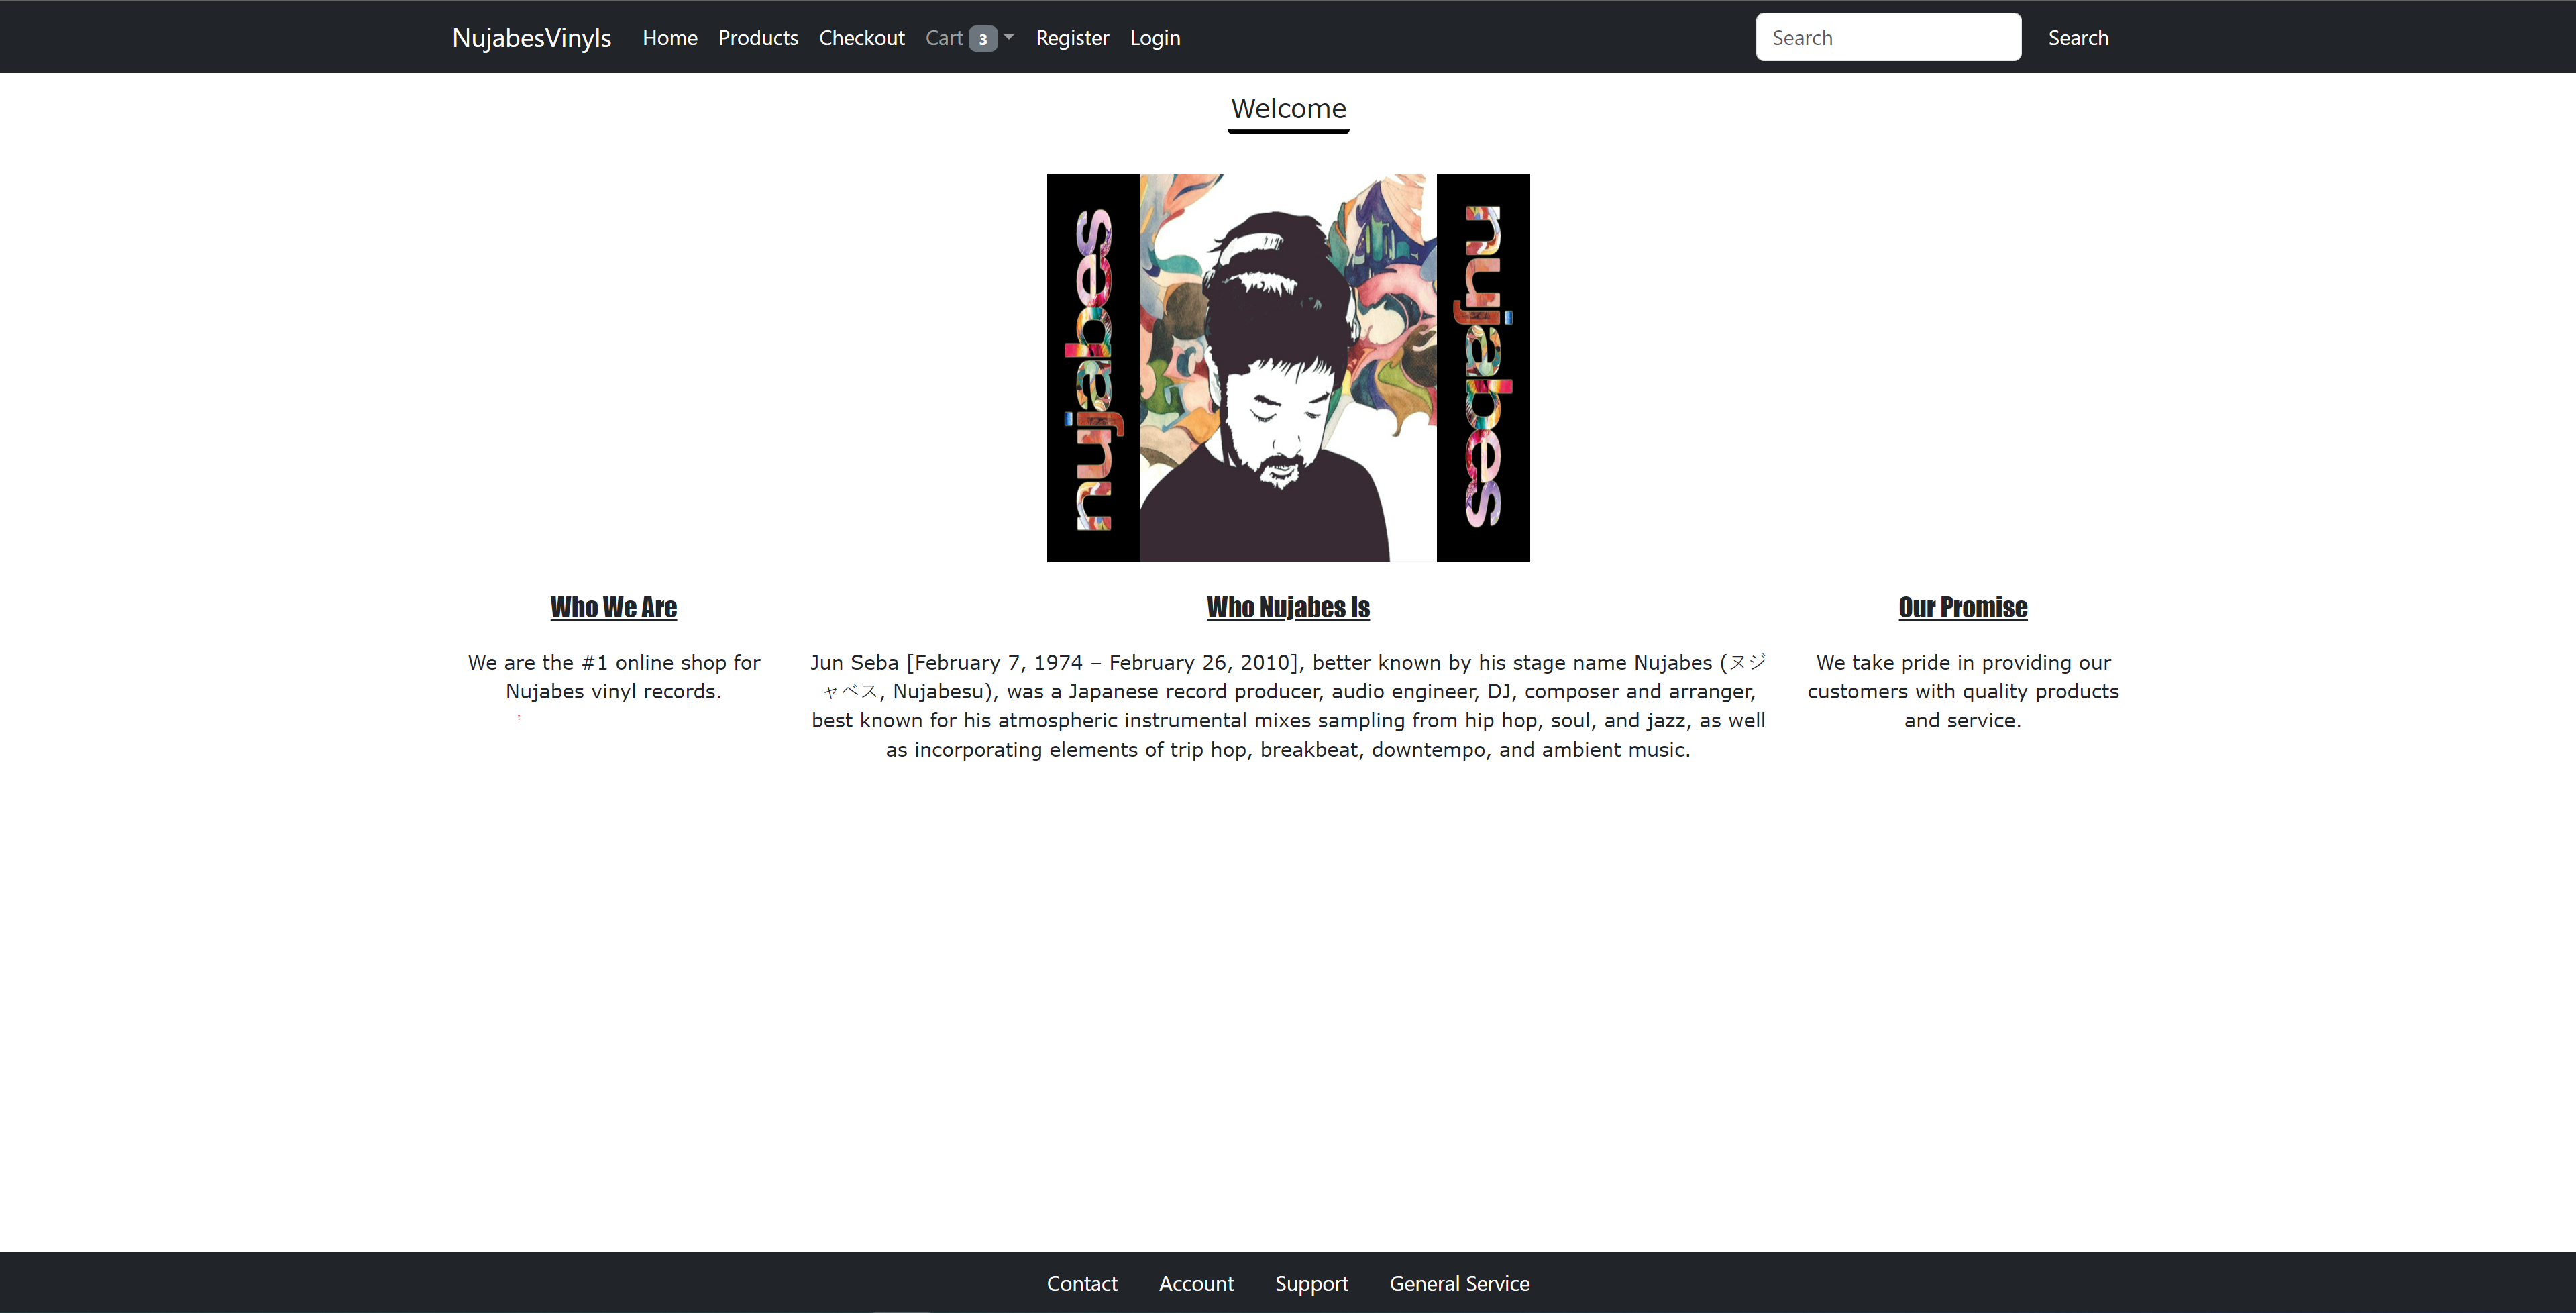 NujabesVinyls Home Products Checkout Cart 3 Register Login Search Search
Welcome
nujabes
nujabes
Who We Are
We are the #1 online shop for
Nujabes vinyl records.
Who Nujabes Is
Jun Seba [February 7, 1974 – February 26, 2010], better known by his stage name Nujabes (ヌジ
ャベス, Nujabesu), was a Japanese record producer, audio engineer, DJ, composer and arranger,
best known for his atmospheric instrumental mixes sampling from hip hop, soul, and jazz, as well
as incorporating elements of trip hop, breakbeat, downtempo, and ambient music.
Our Promise
We take pride in providing our
customers with quality products
and service.
Contact Account Support General Service